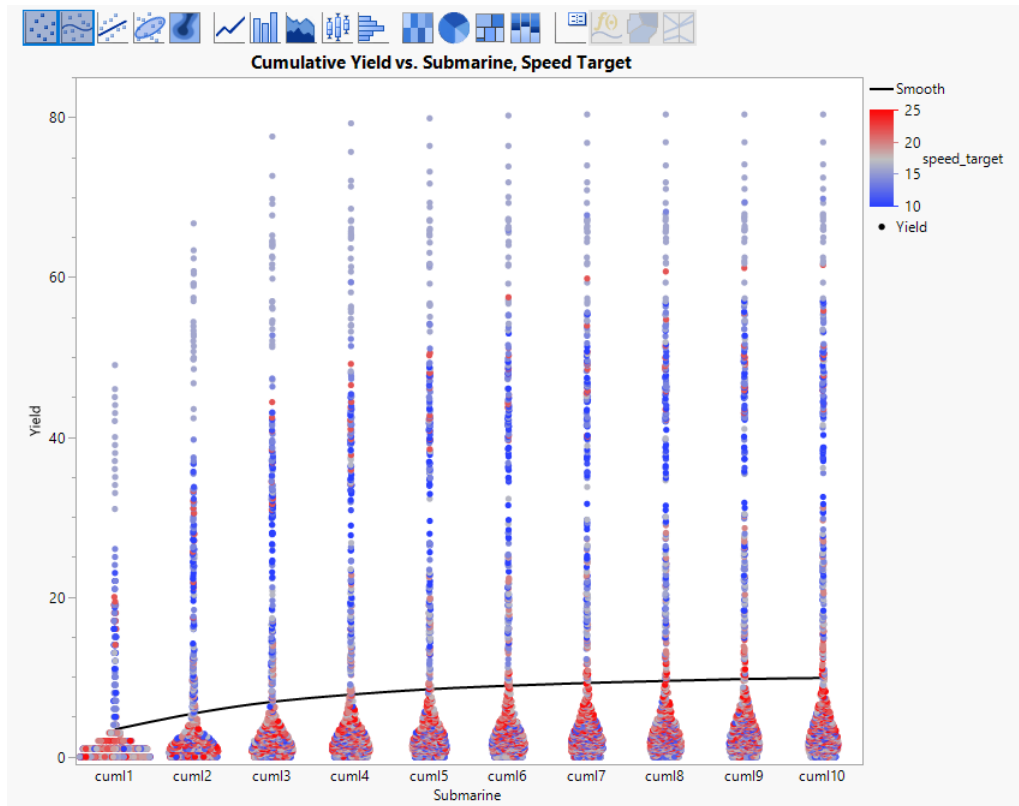 Cumulative Yield vs. Submarine, Speed Target
Smooth
25
20
speed_target
15
10
Yield
80
60
40
20
0
Yield
cuml1 cuml2 cuml3 cuml4 cuml5 cuml6 cuml7 cuml8 cuml9 cuml10
Submarine